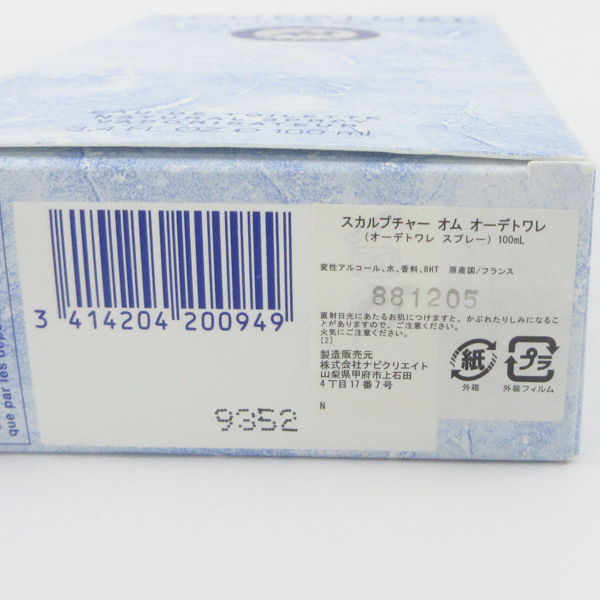 EAU DE TOILETTE
NATURAL SPRAY
VAPORISATEUR
3.4 FL. OZ e 100 ml
スカルプチャー オム オーデトワレ
(オーデトワレ スプレー) 100mL
変性アルコール、水、香料、BHT 原産国/フランス
881205
直射日光にあたるお肌につけますと、かぶれたりしみになるこ
とがありますので、ご注意ください。
火気にご注意ください。
[2]
製造販売元
株式会社ナビクリエイト
山梨県甲府市上石田
4丁目17番7号
N
紙
外箱
プラ
外装フィルム
3 414204 200949
9352
que par les dépo